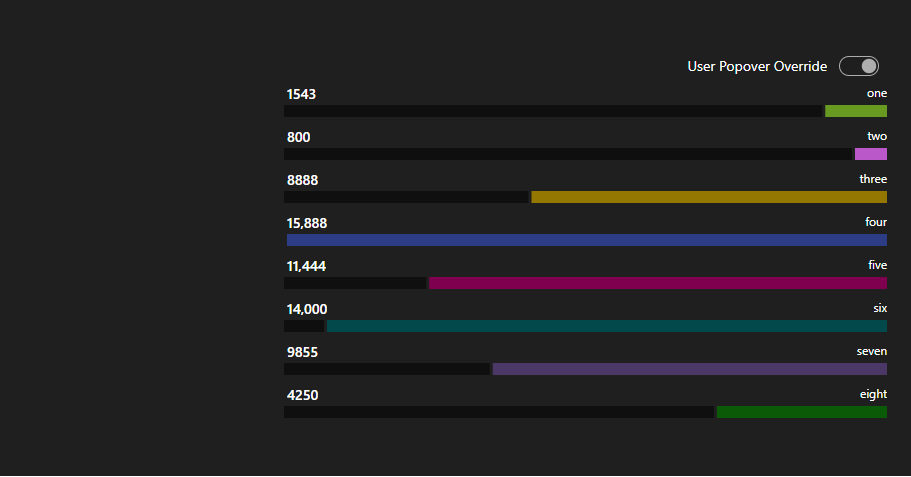 User Popover Override
1543 one
800 two
8888 three
15,888 four
11,444 five
14,000 six
9855 seven
4250 eight